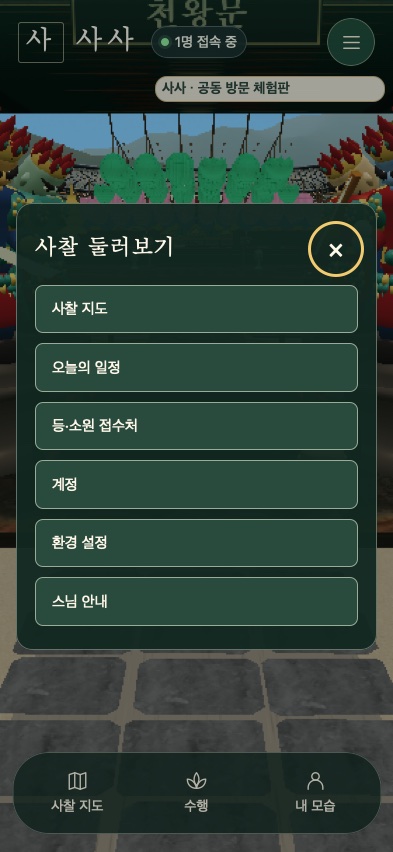 천왕문
사 사사
1명 접속 중
사사 · 공동 방문 체험판
사찰 둘러보기
사찰 지도
오늘의 일정
등·소원 접수처
계정
환경 설정
스님 안내
사찰 지도
수행
내 모습